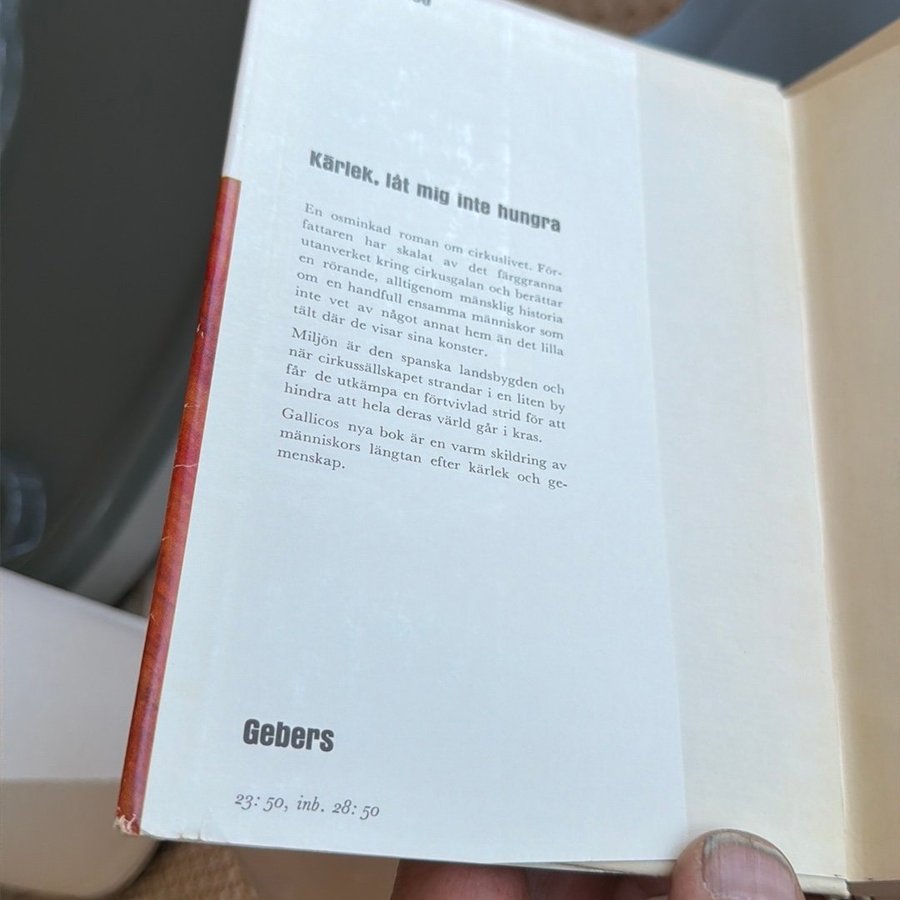 Kärlek, låt mig inte hungra
En osminkad roman om cirkuslivet. För-
fattaren har skalat av det färggranna
utanverket kring cirkusgalan och berättar
en rörande, alltigenom mänsklig historia
om en handfull ensamma människor som
inte vet av något annat hem än det lilla
tält där de visar sina konster.
Miljön är den spanska landsbygden och
när cirkussällskapet strandar i en liten by
får de utkämpa en förtvivlad strid för att
hindra att hela deras värld går i kras.
Gallicos nya bok är en varm skildring av
människors längtan efter kärlek och ge-
menskap.
Gebers
23: 50, inb. 28: 50